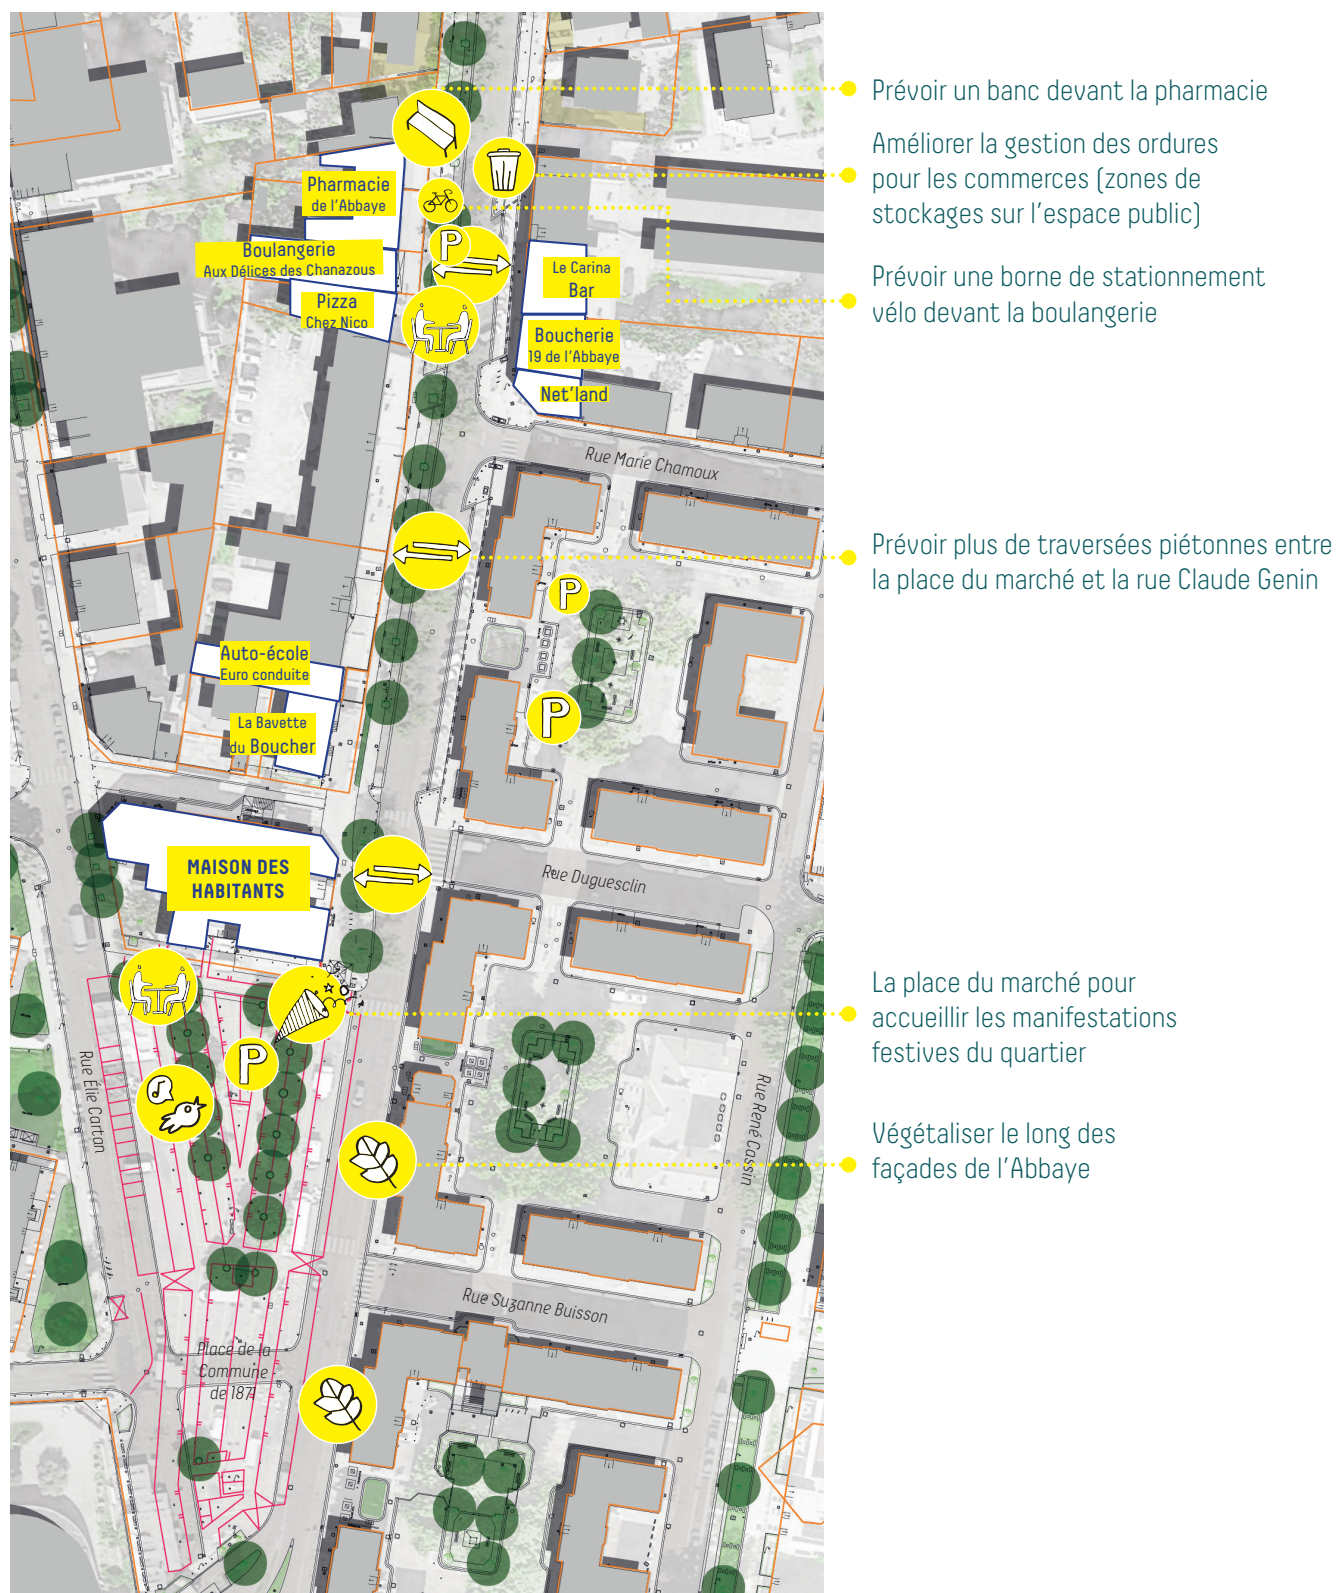 Prévoir un banc devant la pharmacie
Améliorer la gestion des ordures
pour les commerces (zones de
stockages sur l'espace public)
Prévoir une borne de stationnement
vélo devant la boulangerie
Prévoir plus de traversées piétonnes entre
la place du marché et la rue Claude Genin
La place du marché pour
accueillir les manifestations
festives du quartier
Végétaliser le long des
façades de l'Abbaye
Pharmacie
de l'Abbaye
Boulangerie
Aux Délices des Chanazous
Pizza
Chez Nico
P
Le Carina
Bar
Boucherie
19 de l'Abbaye
Net'land
Rue Marie Chamoux
P
Auto-école
Euro conduite
P
La Bavette
du Boucher
MAISON DES
HABITANTS
Rue Duguesclin
P
Rue Élie Cartan
Rue René Cassin
Rue Suzanne Buisson
Place de la
Commune
de 1871